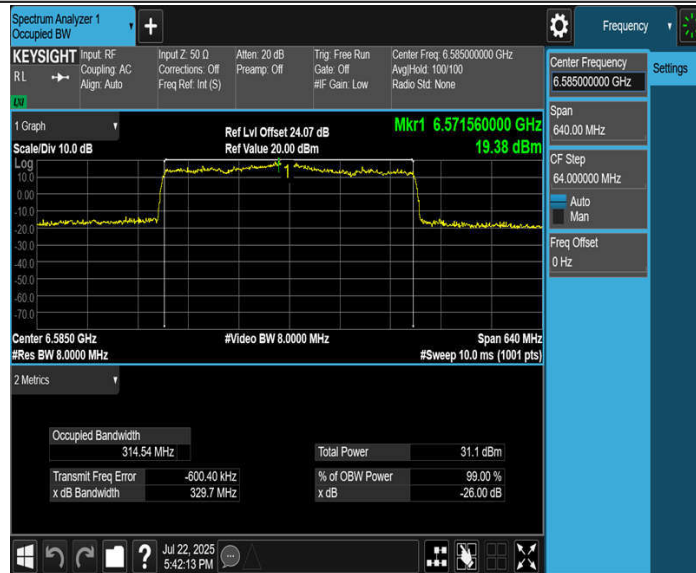 Spectrum Analyzer 1
Occupied BW
+
Frequency
KEYSIGHT
RL
LXI
Input: RF
Coupling: AC
Align: Auto
Input Z: 50 Ω
Corrections: Off
Freq Ref: Int (S)
Atten: 20 dB
Preamp: Off
Trig: Free Run
Gate: Off
#IF Gain: Low
Center Freq: 6.585000000 GHz
Avg|Hold: 100/100
Radio Std: None
Center Frequency
6.585000000 GHz
Settings
Span
640.00 MHz
CF Step
64.000000 MHz
Auto
Man
Freq Offset
0 Hz
1 Graph
Scale/Div 10.0 dB
Ref Lvl Offset 24.07 dB
Ref Value 20.00 dBm
Mkr1 6.571560000 GHz
19.38 dBm
Log
10.0
0.00
-10.0
-20.0
-30.0
-40.0
-50.0
-60.0
-70.0
Center 6.5850 GHz
#Res BW 8.0000 MHz
#Video BW 8.0000 MHz
Span 640 MHz
#Sweep 10.0 ms (1001 pts)
2 Metrics
Occupied Bandwidth
314.54 MHz
Total Power 31.1 dBm
Transmit Freq Error -600.40 kHz
% of OBW Power 99.00 %
x dB Bandwidth 329.7 MHz
x dB -26.00 dB
?
Jul 22, 2025
5:42:13 PM